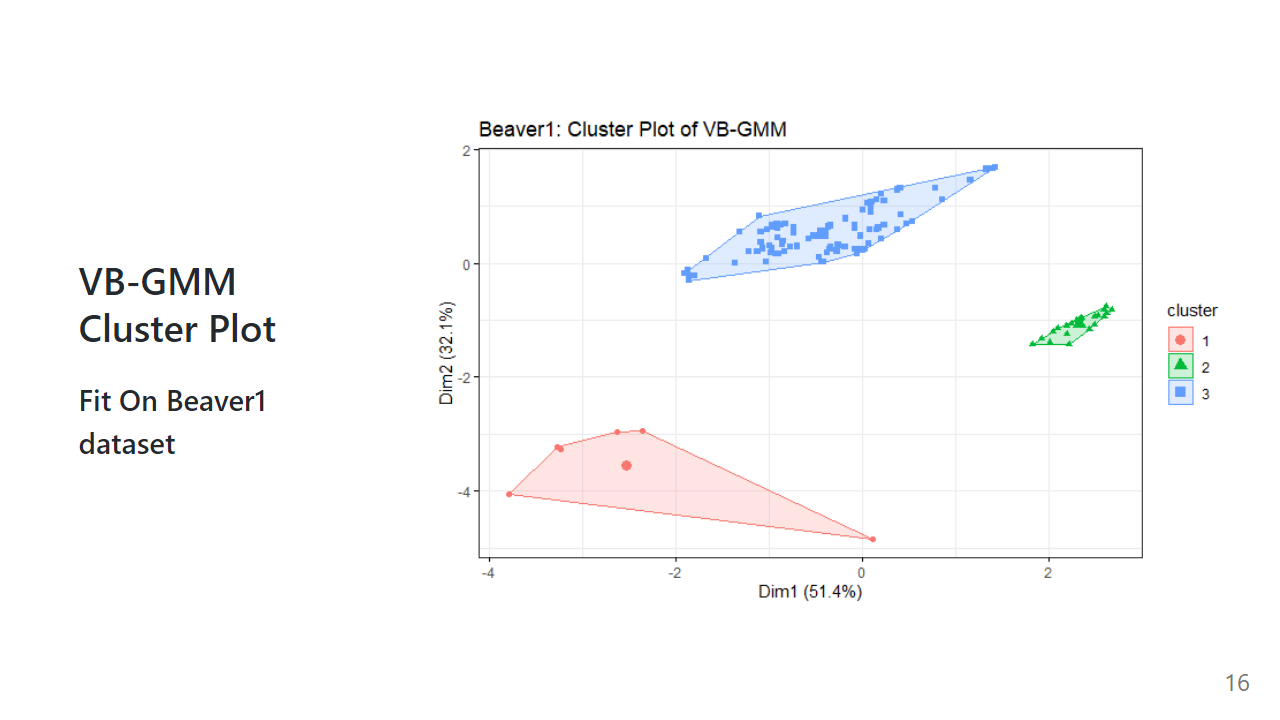 VB-GMM
Cluster Plot
Fit On Beaver1
dataset
Beaver1: Cluster Plot of VB-GMM
2
0
-2
-4
Dim2 (32.1%)
-4
-2
0
2
Dim1 (51.4%)
cluster
1
2
3
16